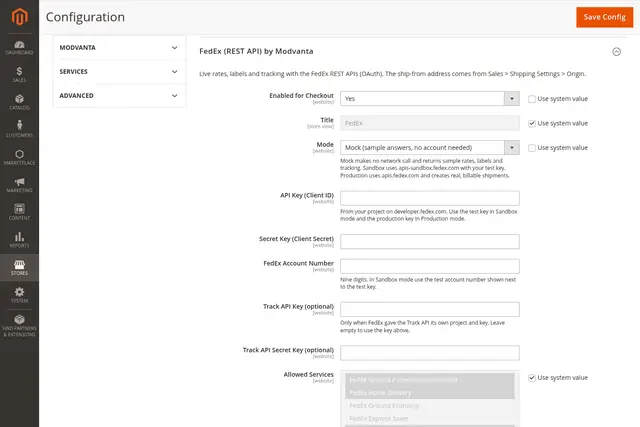 Configuration
Save Config
DASHBOARD
SALES
CATALOG
CUSTOMERS
MARKETPLACE
MARKETING
CONTENT
REPORTS
STORES
SYSTEM
FIND PARTNERS
& EXTENSIONS
MODVANTA
SERVICES
ADVANCED
FedEx (REST API) by Modvanta
Live rates, labels and tracking with the FedEx REST APIs (OAuth). The ship-from address comes from Sales > Shipping Settings > Origin.
Enabled for Checkout
[website]
Yes
Use system value
Title
[store view]
FedEx
Use system value
Mode
[website]
Mock (sample answers, no account needed)
Use system value
Mock makes no network call and returns sample rates, labels and
tracking. Sandbox uses apis-sandbox.fedex.com with your test key.
Production uses apis.fedex.com and creates real, billable shipments.
API Key (Client ID)
[website]
From your project on developer.fedex.com. Use the test key in Sandbox
mode and the production key in Production mode.
Secret Key (Client Secret)
[website]
FedEx Account Number
[website]
Nine digits. In Sandbox mode use the test account number shown next
to the test key.
Track API Key (optional)
[website]
Only when FedEx gave the Track API its own project and key. Leave
empty to use the key above.
Track API Secret Key (optional)
[website]
Allowed Services
[website]
Use system value
FedEx Home Delivery
FedEx Ground Economy
FedEx Express Saver